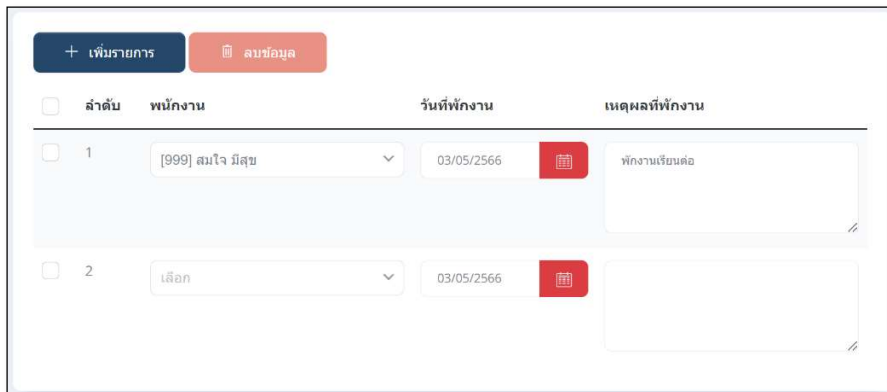 + เพิ่มรายการ ลบข้อมูล
ลำดับ พนักงาน วันที่พักงาน เหตุผลที่พักงาน
1 [999] สมใจ มีสุข 03/05/2566 พักงานเรียนต่อ
2 เลือก 03/05/2566